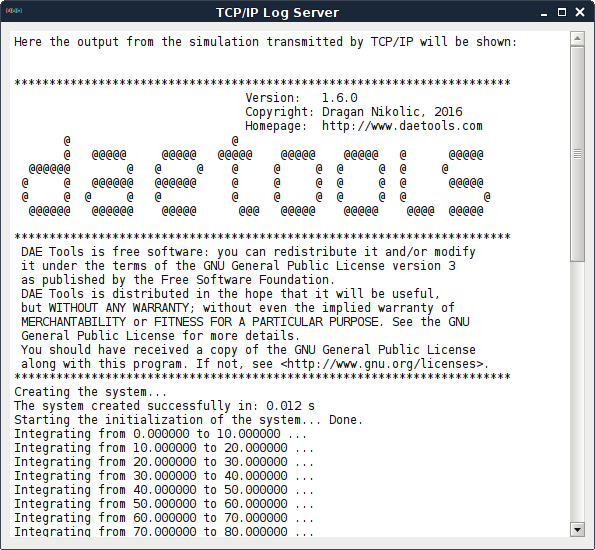 TCP/IP Log Server
Here the output from the simulation transmitted by TCP/IP will be shown:
***********************************************************************
Version: 1.6.0
Copyright: Dragan Nikolic, 2016
Homepage: http://www.daetools.com
@ @
@ @@@@@ @@@@@ @@@@@ @@@@@ @@@@@ @ @@@@@
@@@@@@ @ @ @ @ @ @ @ @ @ @
@ @ @@@@@@ @@@@@@ @ @ @ @ @ @ @@@@@
@ @ @ @ @ @ @ @ @ @ @ @
@@@@@@ @@@@@@ @@@@@ @@@ @@@@@ @@@@@ @@@@ @@@@@
***********************************************************************
DAE Tools is free software: you can redistribute it and/or modify
it under the terms of the GNU General Public License version 3
as published by the Free Software Foundation.
DAE Tools is distributed in the hope that it will be useful,
but WITHOUT ANY WARRANTY; without even the implied warranty of
MERCHANTABILITY or FITNESS FOR A PARTICULAR PURPOSE. See the GNU
General Public License for more details.
You should have received a copy of the GNU General Public License
along with this program. If not, see <http://www.gnu.org/licenses>.
***********************************************************************
Creating the system...
The system created successfully in: 0.012 s
Starting the initialization of the system... Done.
Integrating from 0.000000 to 10.000000 ...
Integrating from 10.000000 to 20.000000 ...
Integrating from 20.000000 to 30.000000 ...
Integrating from 30.000000 to 40.000000 ...
Integrating from 40.000000 to 50.000000 ...
Integrating from 50.000000 to 60.000000 ...
Integrating from 60.000000 to 70.000000 ...
Integrating from 70.000000 to 80.000000 ...